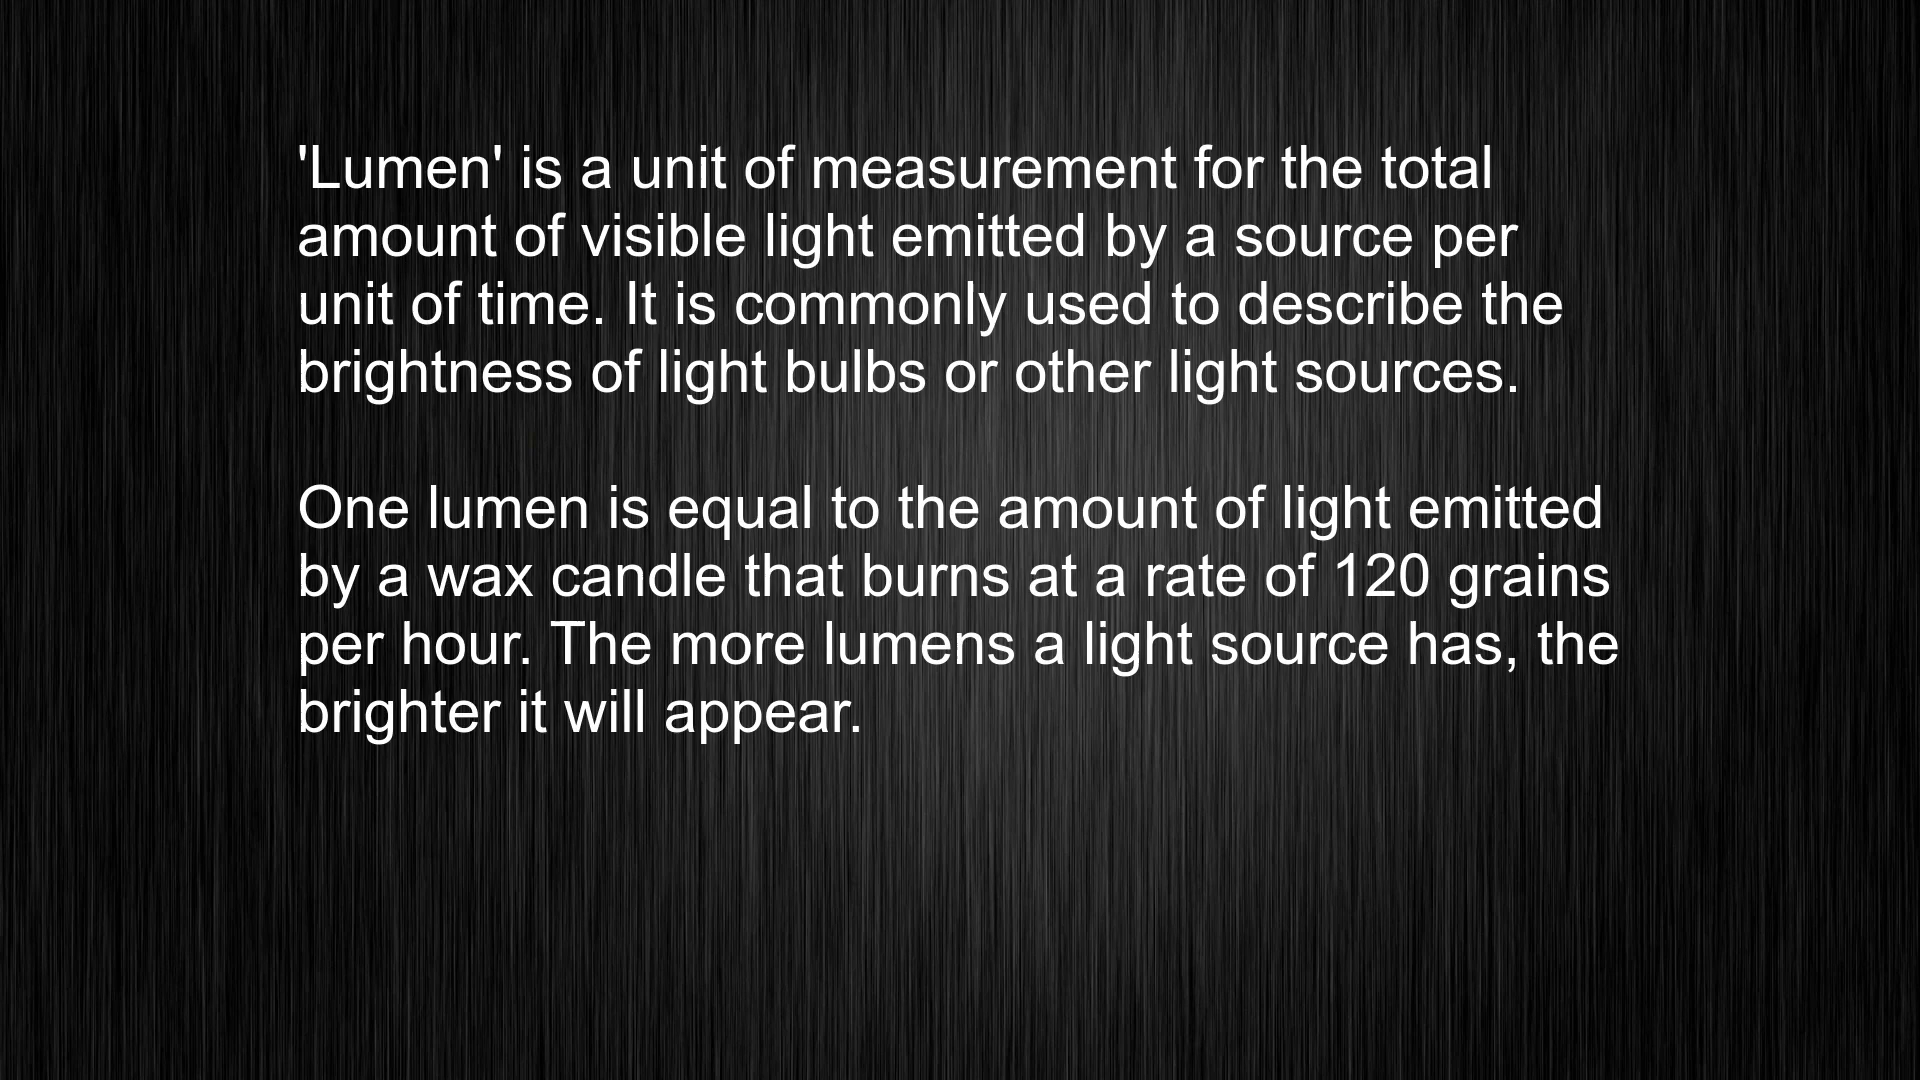 'Lumen' is a unit of measurement for the total
amount of visible light emitted by a source per
unit of time. It is commonly used to describe the
brightness of light bulbs or other light sources.
One lumen is equal to the amount of light emitted
by a wax candle that burns at a rate of 120 grains
per hour. The more lumens a light source has, the
brighter it will appear.